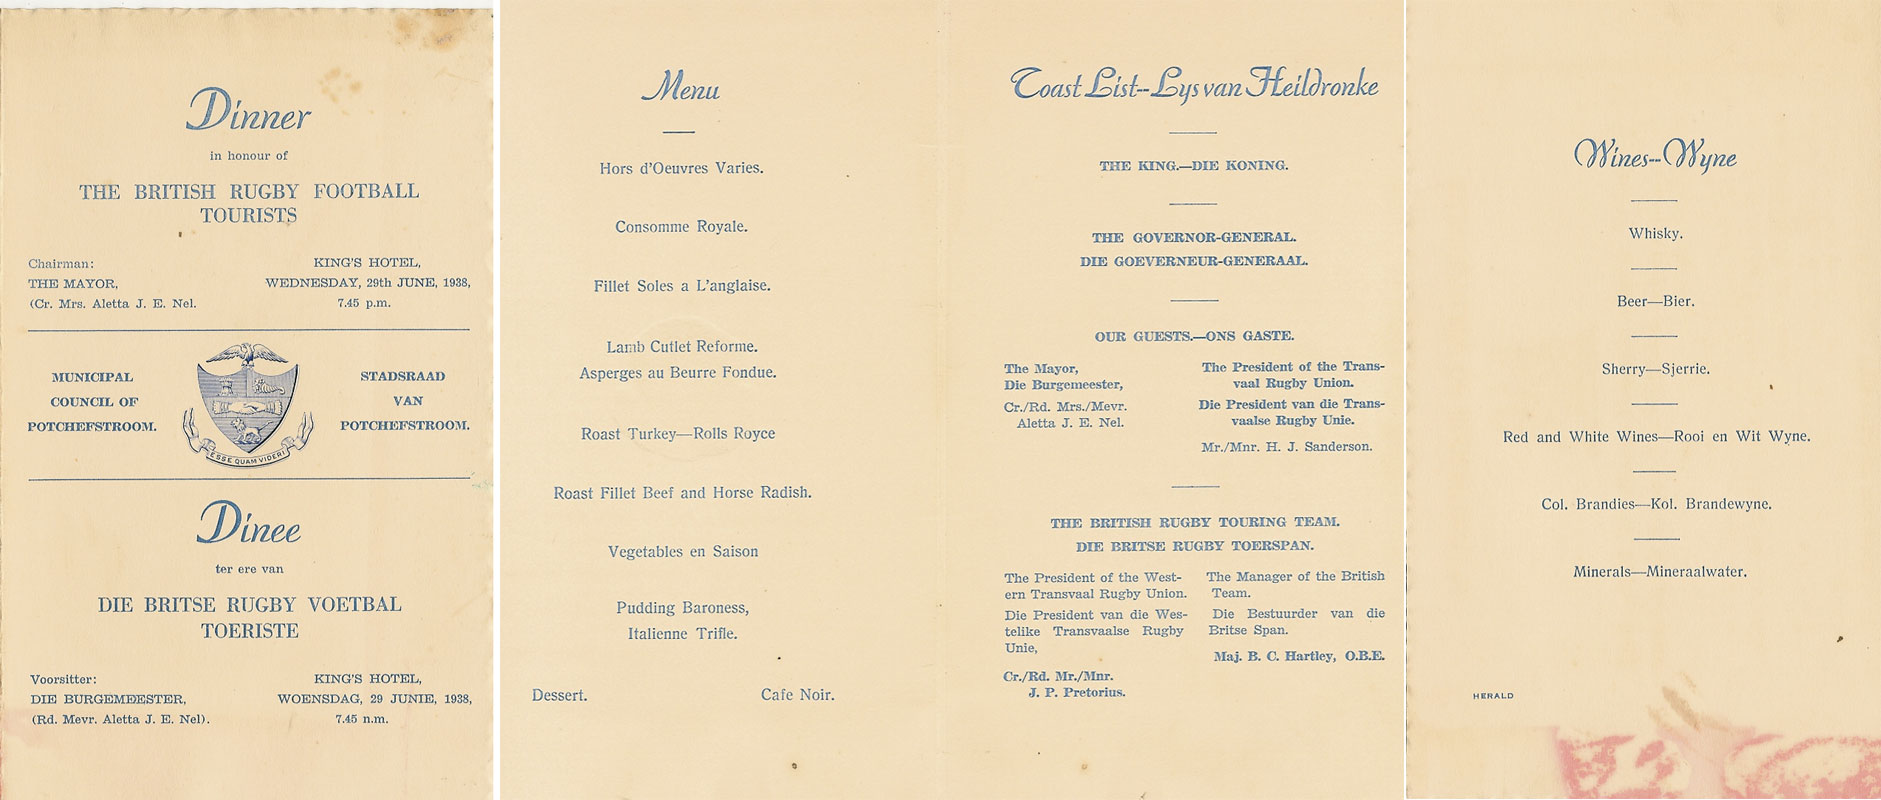 Dinner
in honour of
THE BRITISH RUGBY FOOTBALL
TOURISTS
Chairman:
THE MAYOR,
(Cr. Mrs. Aletta J. E. Nel.
KING'S HOTEL,
WEDNESDAY, 29th JUNE, 1938,
7.45 p.m.
MUNICIPAL
COUNCIL OF
POTCHEFSTROOM.
ESSE QUAM VIDERI
STADSRAAD
VAN
POTCHEFSTROOM.
Dinee
ter ere van
DIE BRITSE RUGBY VOETBAL
TOERISTE
Voorsitter:
DIE BURGEMEESTER,
(Rd. Mevr. Aletta J. E. Nel).
KING'S HOTEL,
WOENSDAG, 29 JUNIE, 1938,
7.45 n.m.
Menu
Hors d'Oeuvres Varies.
Consomme Royale.
Fillet Soles a L'anglaise.
Lamb Cutlet Reforme.
Asperges au Beurre Fondue.
Roast Turkey—Rolls Royce
Roast Fillet Beef and Horse Radish.
Vegetables en Saison
Pudding Baroness,
Italienne Trifle.
Dessert. Cafe Noir.
Toast List--Lys van Heildronke
THE KING.—DIE KONING.
THE GOVERNOR-GENERAL.
DIE GOEVERNEUR-GENERAAL.
OUR GUESTS.—ONS GASTE.
The Mayor,
Die Burgemeester,
Cr./Rd. Mrs./Mevr.
Aletta J. E. Nel.
The President of the Trans-
vaal Rugby Union.
Die President van die Trans-
vaalse Rugby Unie.
Mr./Mnr. H. J. Sanderson.
THE BRITISH RUGBY TOURING TEAM.
DIE BRITSE RUGBY TOERSPAN.
The President of the West-
ern Transvaal Rugby Union.
Die President van die Wes-
telike Transvaalse Rugby
Unie,
Cr./Rd. Mr./Mnr.
J. P. Pretorius.
The Manager of the British
Team.
Die Bestuurder van die
Britse Span.
Maj. B. C. Hartley, O.B.E.
Wines--Wyne
Whisky.
Beer—Bier.
Sherry—Sjerrie.
Red and White Wines—Rooi en Wit Wyne.
Col. Brandies—Kol. Brandewyne.
Minerals—Mineraalwater.
HERALD